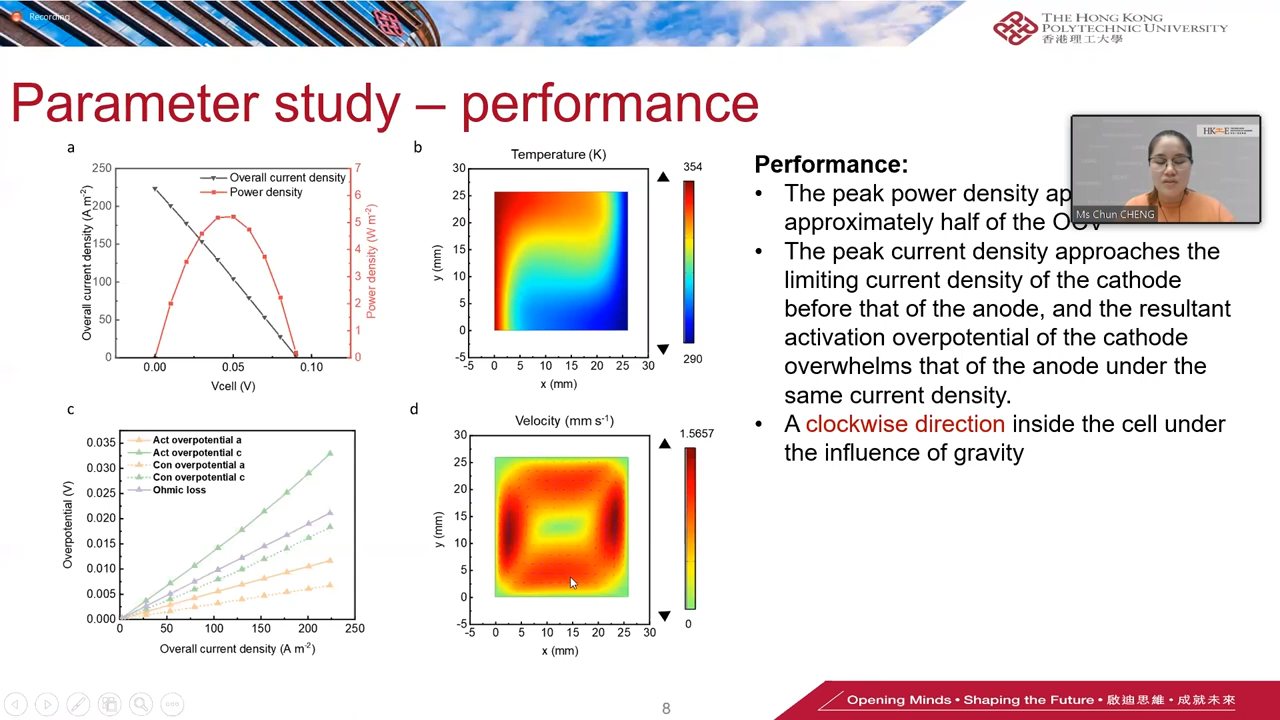 Recording
THE HONG KONG
POLYTECHNIC UNIVERSITY
香港理工大學
Parameter study – performance
a
250
200
150
100
50
0
Overall current density (A m-2)
Overall current density
Power density
7
6
5
4
3
2
1
0
Power density (W m-2)
0.00
0.05
0.10
Vcell (V)
b
Temperature (K)
30
25
20
15
10
5
0
-5
y (mm)
-5
0
5
10
15
20
25
30
x (mm)
354
290
c
0.035
0.030
0.025
0.020
0.015
0.010
0.005
0.000
Overpotential (V)
Act overpotential a
Act overpotential c
Con overpotential a
Con overpotential c
Ohmic loss
0
50
100
150
200
250
Overall current density (A m-2)
d
Velocity (mm s-1)
30
25
20
15
10
5
0
-5
y (mm)
-5
0
5
10
15
20
25
30
x (mm)
1.5657
0
Performance:
• The peak power density
approximately half of the
• The peak current density approaches the
limiting current density of the cathode
before that of the anode, and the resultant
activation overpotential of the cathode
overwhelms that of the anode under the
same current density.
• A clockwise direction inside the cell under
the influence of gravity
Ms Chun CHENG
8
Opening Minds • Shaping the Future • 啟迪思維 • 成就未來